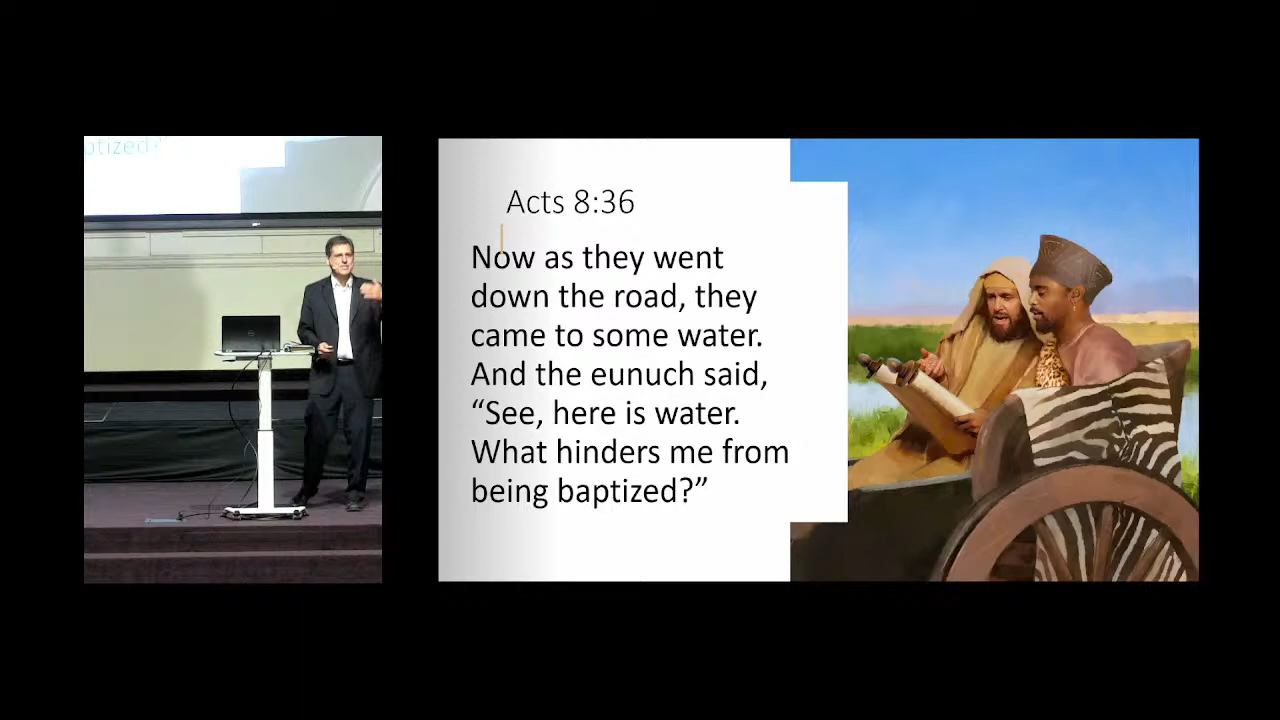 ptized?
Acts 8:36
Now as they went
down the road, they
came to some water.
And the eunuch said,
“See, here is water.
What hinders me from
being baptized?”